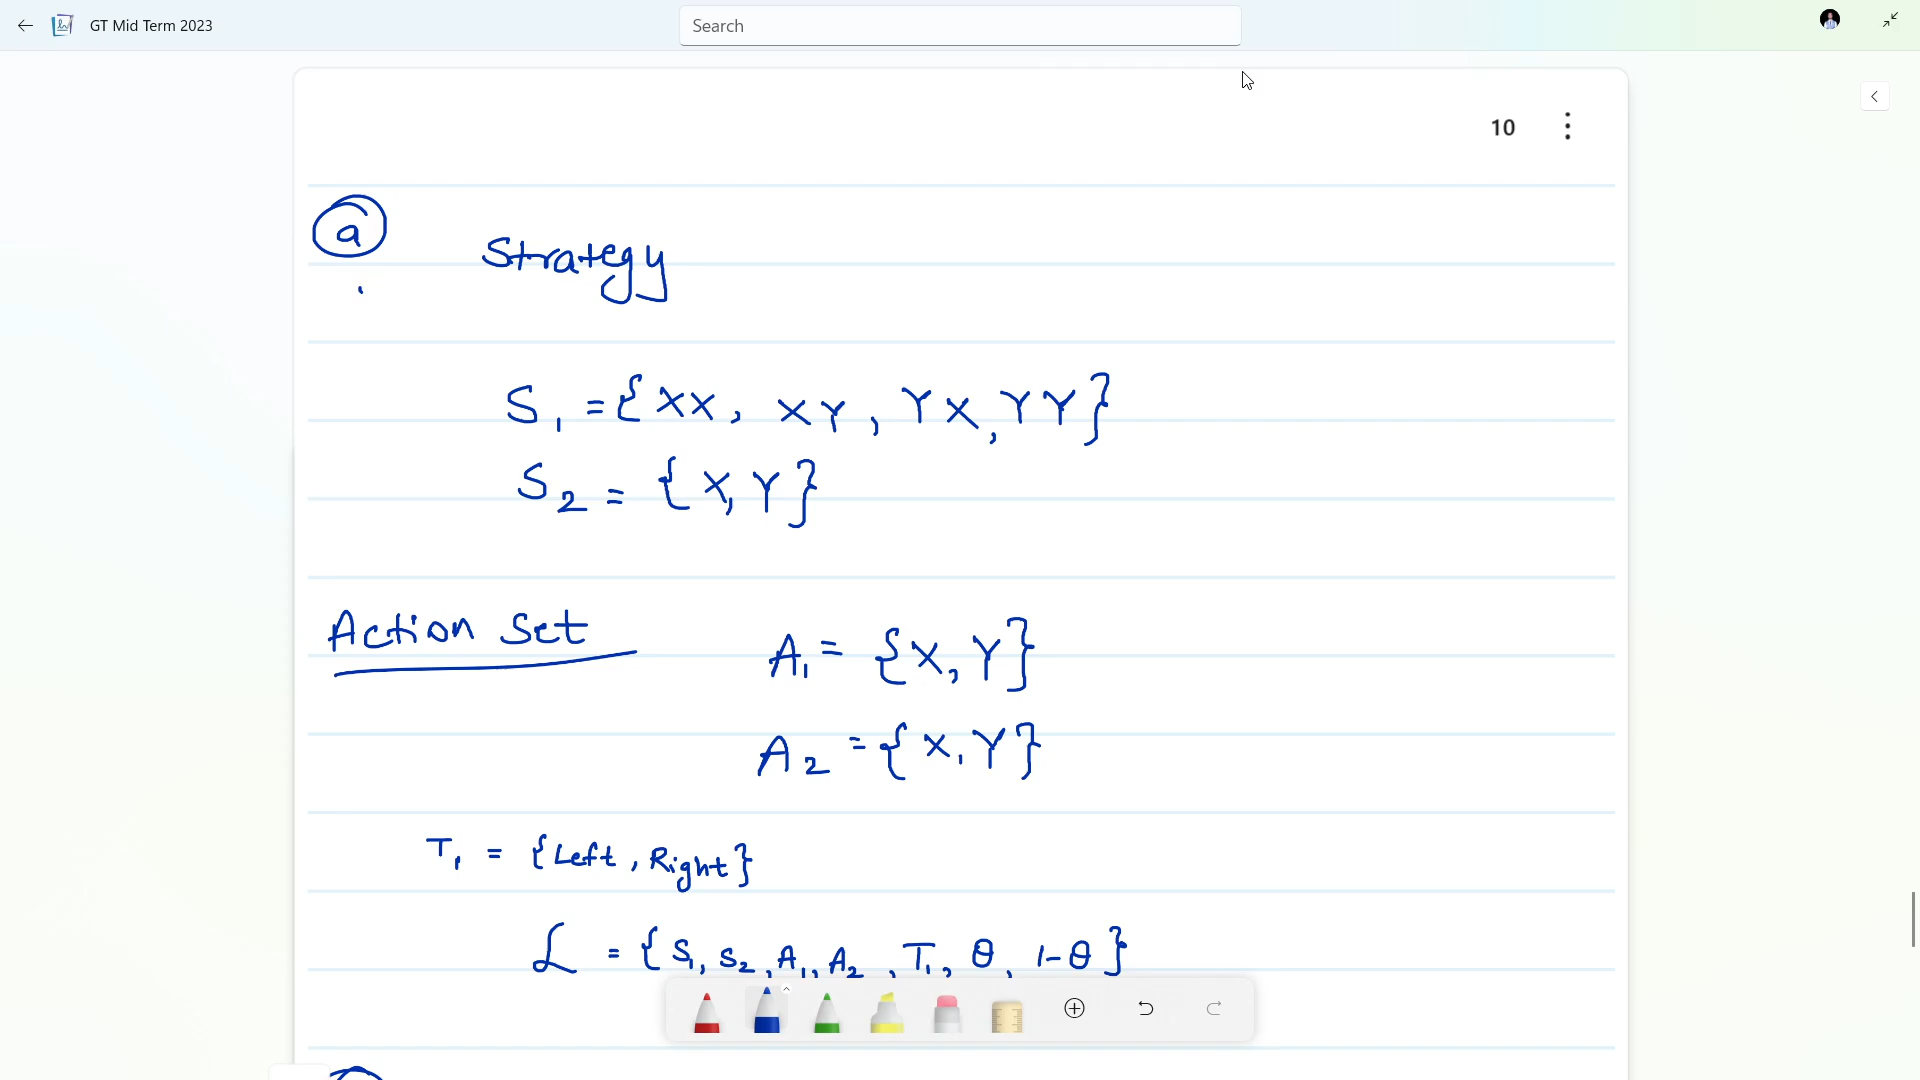 GT Mid Term 2023
Search
10
a
Strategy
S₁ = {XX, XY, YX, YY}
S₂ = {X, Y}
Action Set
A₁ = {X, Y}
A₂ = {X, Y}
T₁ = {Left, Right}
L = {S₁, S₂, A₁, A₂, T₁, θ, 1-θ}